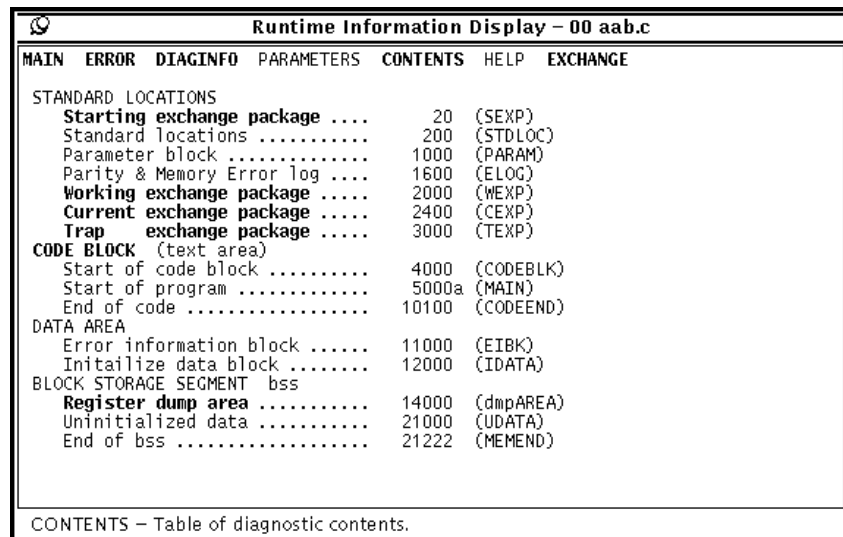 Runtime Information Display – 00 aab.c
MAIN ERROR DIAGINFO PARAMETERS CONTENTS HELP EXCHANGE
STANDARD LOCATIONS
Starting exchange package .... 20 (SEXP)
Standard locations ........... 200 (STDLOC)
Parameter block .............. 1000 (PARAM)
Parity & Memory Error log .... 1600 (ELOG)
Working exchange package ..... 2000 (WEXP)
Current exchange package ..... 2400 (CEXP)
Trap exchange package ..... 3000 (TEXP)
CODE BLOCK (text area)
Start of code block .......... 4000 (CODEBLK)
Start of program ............. 5000a (MAIN)
End of code .................. 10100 (CODEEND)
DATA AREA
Error information block ...... 11000 (EIBK)
Initailize data block ........ 12000 (IDATA)
BLOCK STORAGE SEGMENT bss
Register dump area ........... 14000 (dmpAREA)
Uninitialized data ........... 21000 (UDATA)
End of bss ................... 21222 (MEMEND)
CONTENTS – Table of diagnostic contents.